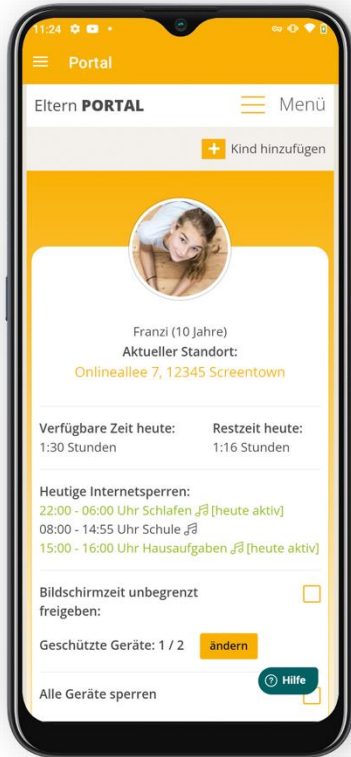 11:24
Portal
Eltern PORTAL
Menü
Kind hinzufügen
Franzi (10 Jahre)
Aktueller Standort:
Onlineallee 7, 12345 Screentown
Verfügbare Zeit heute: Restzeit heute:
1:30 Stunden 1:16 Stunden
Heutige Internetsperren:
22:00 - 06:00 Uhr Schlafen [heute aktiv]
08:00 - 14:55 Uhr Schule
15:00 - 16:00 Uhr Hausaufgaben [heute aktiv]
Bildschirmzeit unbegrenzt
freigeben:
Geschützte Geräte: 1 / 2 ändern
Hilfe
Alle Geräte sperren